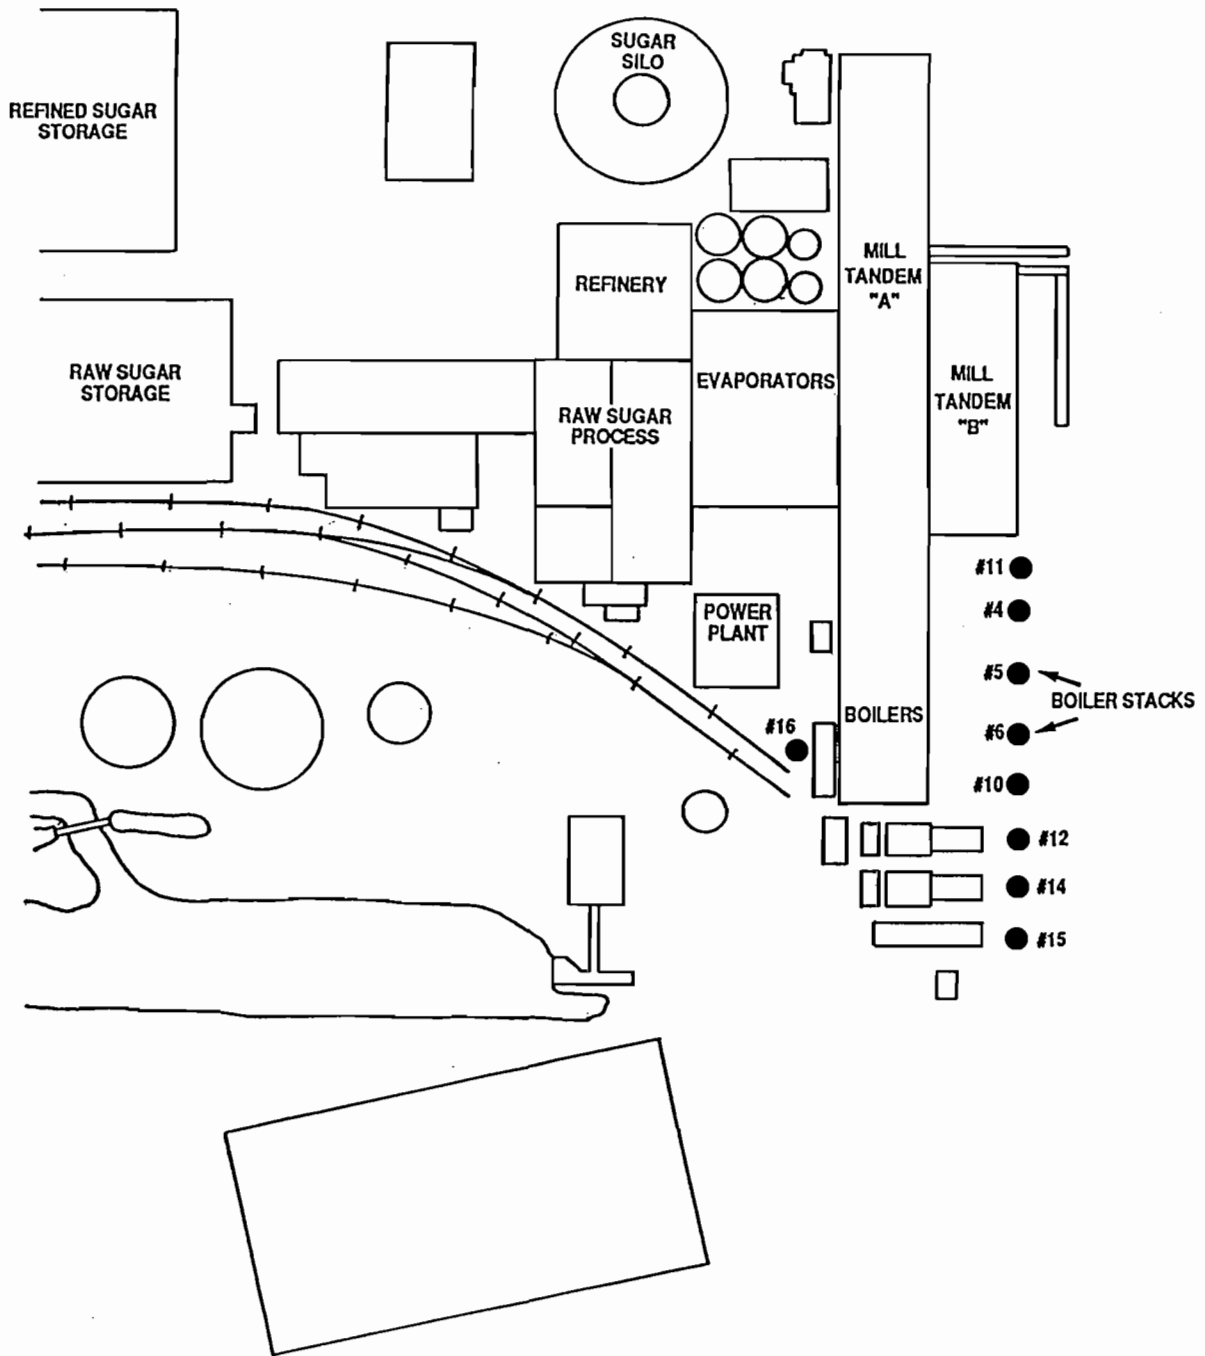 SUGAR
SILO
REFINED SUGAR
STORAGE
MILL
TANDEM
"A"
REFINERY
RAW SUGAR
STORAGE
EVAPORATORS
MILL
TANDEM
"B"
RAW SUGAR
PROCESS
#11
#4
POWER
PLANT
#5
BOILER STACKS
BOILERS
#16
#6
#10
#12
#14
#15